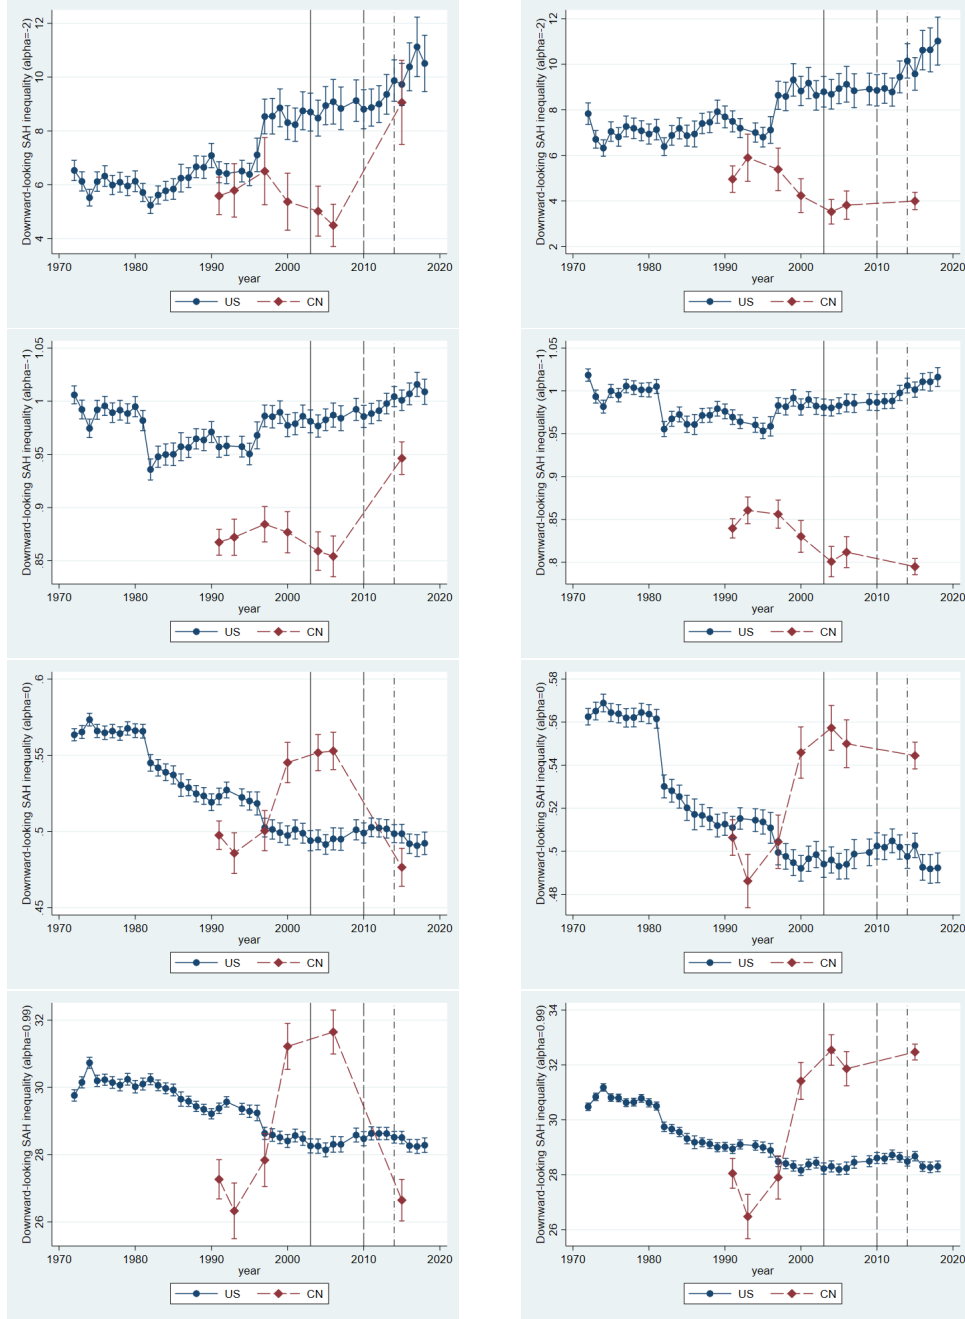 Downward-looking SAH inequality (alpha=-2)
12
10
8
6
4
1970 1980 1990 2000 2010 2020
year
US CN
Downward-looking SAH inequality (alpha=-2)
12
10
8
6
4
2
1970 1980 1990 2000 2010 2020
year
US CN
Downward-looking SAH inequality (alpha=-1)
1.05
1
.95
.9
.85
1970 1980 1990 2000 2010 2020
year
US CN
Downward-looking SAH inequality (alpha=-1)
1.05
1
.95
.9
.85
.8
1970 1980 1990 2000 2010 2020
year
US CN
Downward-looking SAH inequality (alpha=0)
.6
.55
.5
.45
1970 1980 1990 2000 2010 2020
year
US CN
Downward-looking SAH inequality (alpha=0)
.58
.56
.54
.52
.5
.48
1970 1980 1990 2000 2010 2020
year
US CN
Downward-looking SAH inequality (alpha=0.99)
32
30
28
26
1970 1980 1990 2000 2010 2020
year
US CN
Downward-looking SAH inequality (alpha=0.99)
34
32
30
28
26
1970 1980 1990 2000 2010 2020
year
US CN